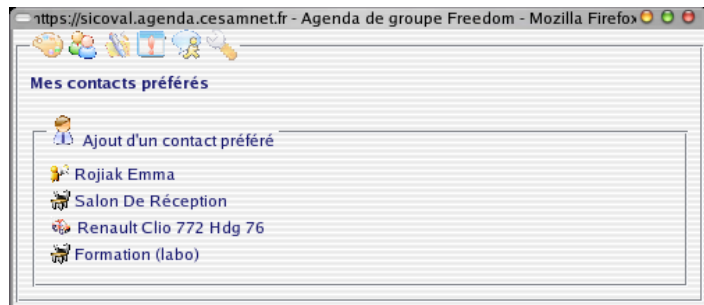 https://sicoval.agenda.cesamnet.fr - Agenda de groupe Freedom - Mozilla Firefox
Mes contacts préférés
Ajout d'un contact préféré
Rojiak Emma
Salon De Réception
Renault Clio 772 Hdg 76
Formation (labo)